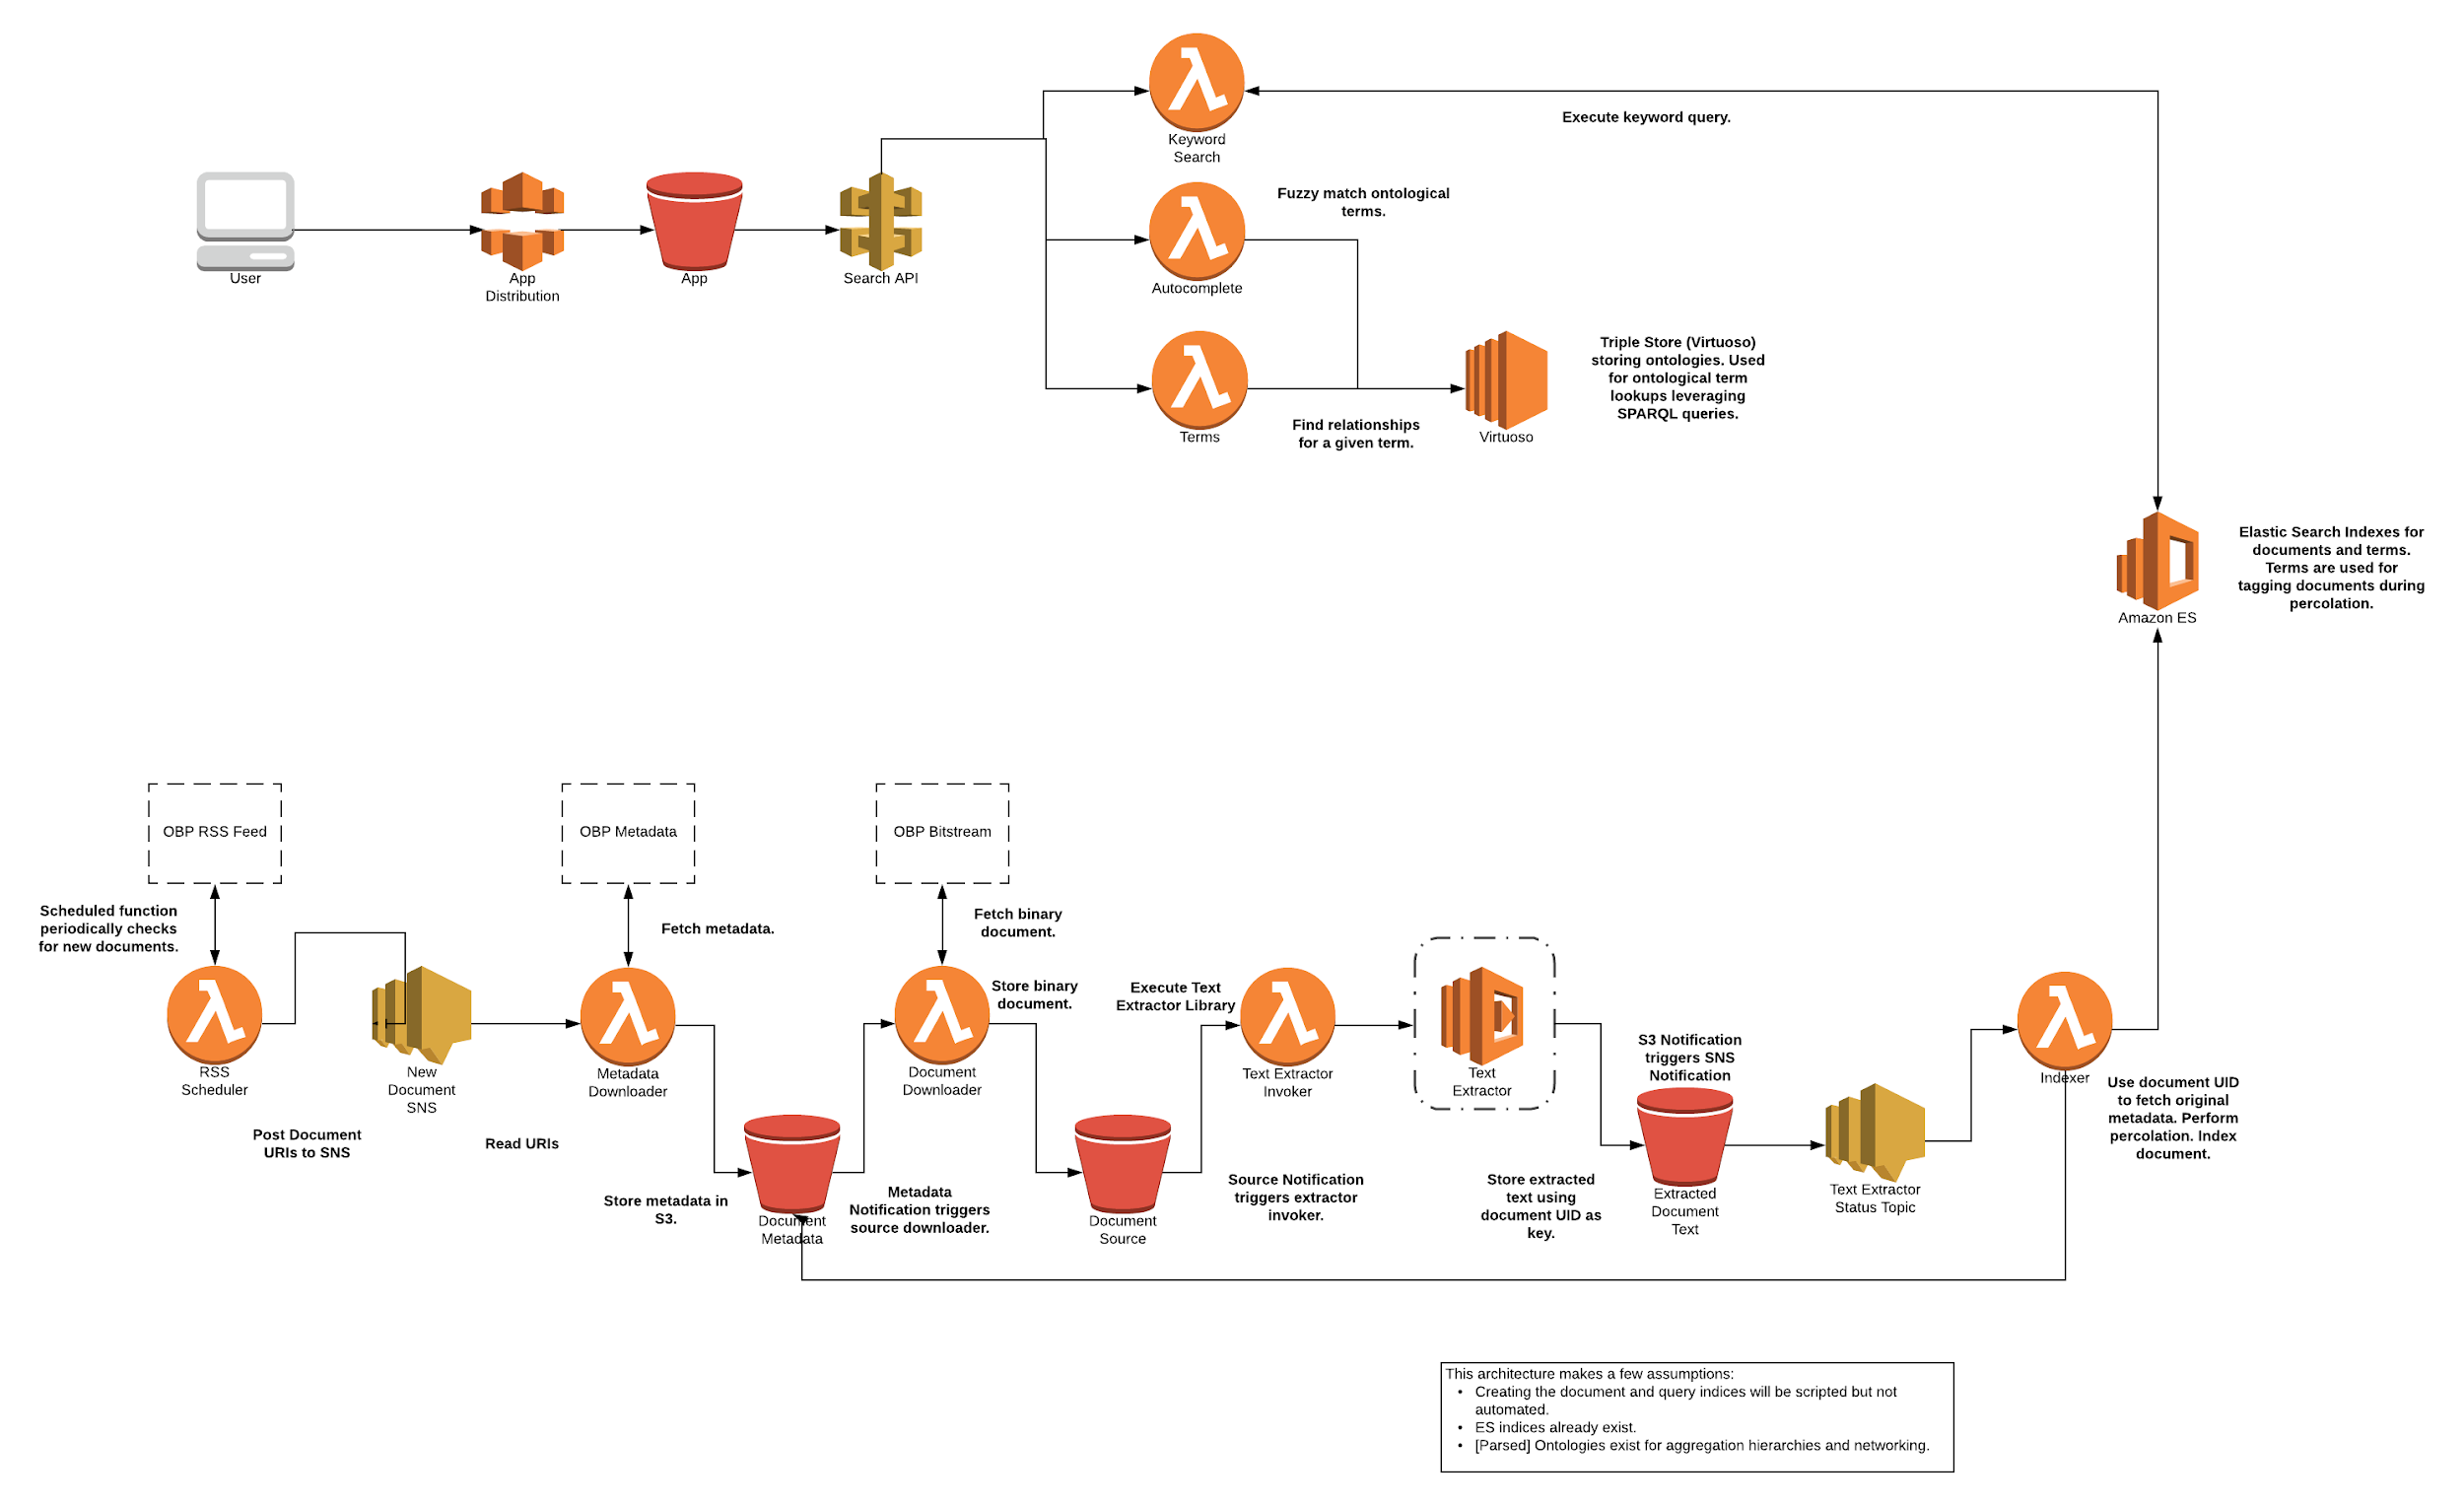 Keyword
Search
Execute keyword query.
User
App
Distribution
App
Search API
Fuzzy match ontological
terms.
Autocomplete
Terms
Find relationships
for a given term.
Virtuoso
Triple Store (Virtuoso)
storing ontologies. Used
for ontological term
lookups leveraging
SPARQL queries.
Amazon ES
Elastic Search Indexes for
documents and terms.
Terms are used for
tagging documents during
percolation.
OBP RSS Feed
OBP Metadata
OBP Bitstream
Scheduled function
periodically checks
for new documents.
Fetch metadata.
Fetch binary
document.
RSS
Scheduler
Post Document
URIs to SNS
New
Document
SNS
Read URIs
Metadata
Downloader
Store metadata in
S3.
Document
Metadata
Metadata
Notification triggers
source downloader.
Document
Downloader
Store binary
document.
Document
Source
Execute Text
Extractor Library
Text Extractor
Invoker
Source Notification
triggers extractor
invoker.
Text
Extractor
Store extracted
text using
document UID as
key.
S3 Notification
triggers SNS
Notification
Extracted
Document
Text
Text Extractor
Status Topic
Indexer
Use document UID
to fetch original
metadata. Perform
percolation. Index
document.
This architecture makes a few assumptions:
• Creating the document and query indices will be scripted but not
automated.
• ES indices already exist.
• [Parsed] Ontologies exist for aggregation hierarchies and networking.